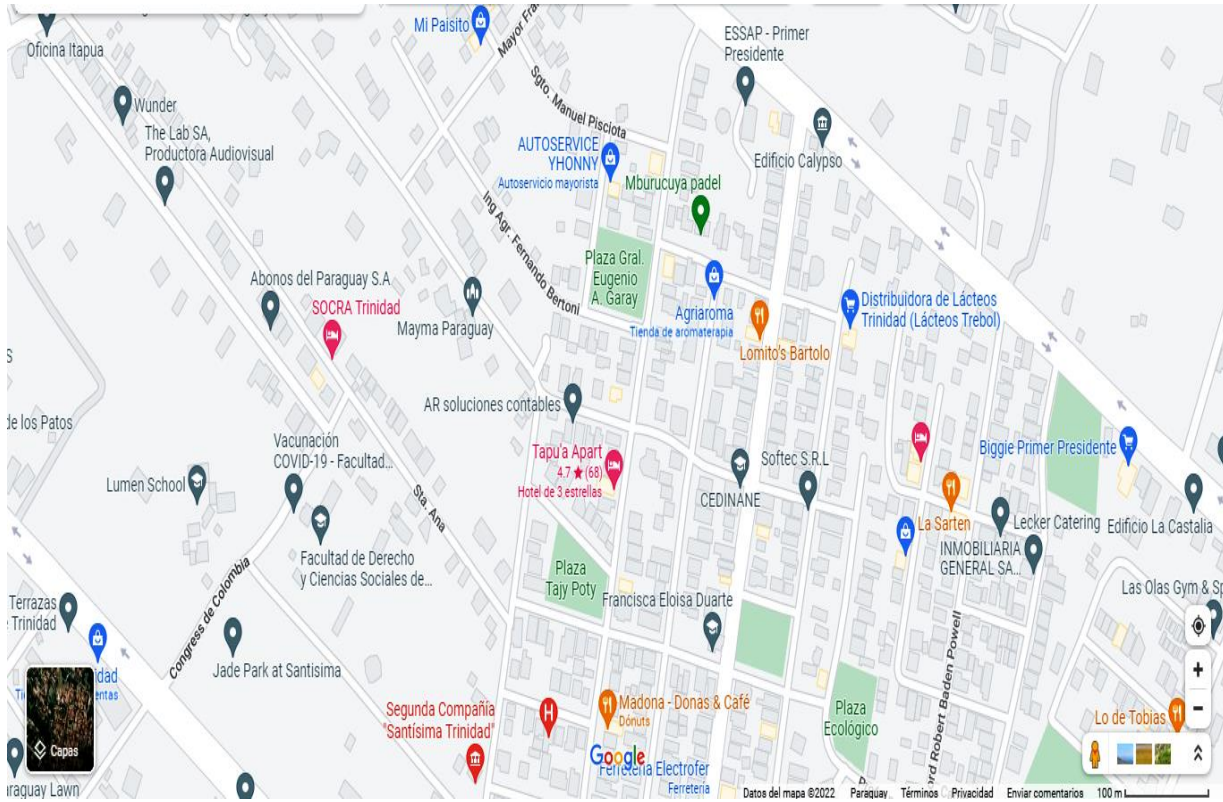 Mi Paisito
Mayor Fra
Oficina Itapua
ESSAP - Primer
Presidente
Wunder
Sgto. Manuel Pisciota
The Lab SA,
Productora Audiovisual
AUTOSERVICE
YHONNY
Autoservicio mayorista
Edificio Calypso
Mburucuya padel
Ing Agr. Fernando Bertoni
Plaza Gral.
Eugenio
A. Garay
Abonos del Paraguay S.A
SOCRA Trinidad
Mayma Paraguay
Agriaroma
Tienda de aromaterapia
Distribuidora de Lácteos
Trinidad (Lácteos Trebol)
Lomito's Bartolo
S
AR soluciones contables
de los Patos
Vacunación
COVID-19 - Facultad...
Tapu'a Apart
4.7 ★ (68)
Hotel de 3 estrellas
Softec S.R.L
Biggie Primer Presidente
Lumen School
CEDINANE
Sta. Ana
La Sarten
Lecker Catering
Edificio La Castalia
Facultad de Derecho
y Ciencias Sociales de...
INMOBILIARIA
GENERAL SA...
Plaza
Tajy Poty
Congress de Colombia
Francisca Eloisa Duarte
Las Olas Gym & Sp
Terrazas
Trinidad
Jade Park at Santisima
dad
Ti
entas
ord Robert Baden Powell
Segunda Compañía
"Santísima Trinidad"
H
Madona - Donas & Café
Donuts
Plaza
Ecológico
Lo de Tobias
Capas
Google
Ferretería Electrofer
Ferretería
araguay Lawn
Datos del mapa ©2022 Paraguay Términos Privacidad Enviar comentarios 100 m